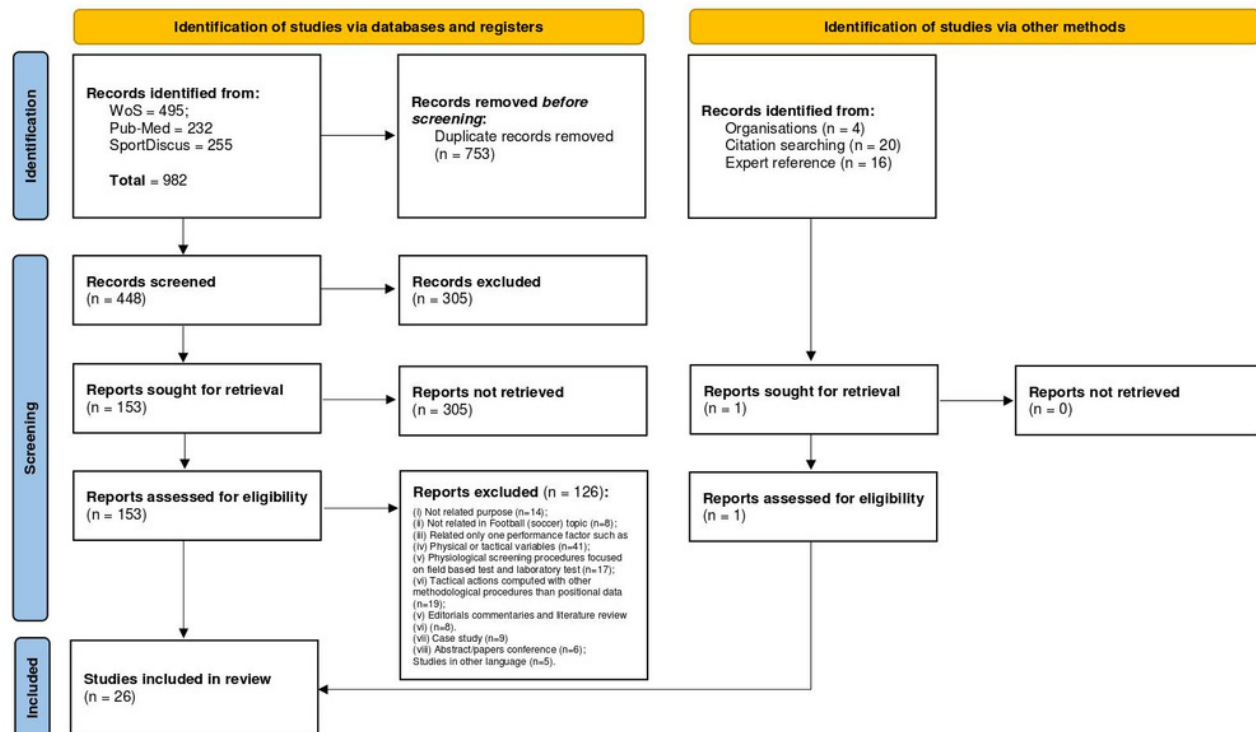 Identification of studies via databases and registers
Identification of studies via other methods
Identification
Records identified from:
WoS = 495;
Pub-Med = 232
SportDiscus = 255
Total = 982
Records removed before
screening:
Duplicate records removed
(n = 753)
Records identified from:
Organisations (n = 4)
Citation searching (n = 20)
Expert reference (n = 16)
Screening
Records screened
(n = 448)
Records excluded
(n = 305)
Reports sought for retrieval
(n = 153)
Reports not retrieved
(n = 305)
Reports sought for retrieval
(n = 1)
Reports not retrieved
(n = 0)
Reports assessed for eligibility
(n = 153)
Reports excluded (n = 126):
(i) Not related purpose (n=14);
(ii) Not related in Football (soccer) topic (n=8);
(iii) Related only one performance factor such as
(iv) Physical or tactical variables (n=41);
(v) Physiological screening procedures focused
on field based test and laboratory test (n=17);
(vi) Tactical actions computed with other
methodological procedures than positional data
(n=19);
(v) Editorials commentaries and literature review
(vi) (n=8).
(vii) Case study (n=9)
(viii) Abstract/papers conference (n=6);
Studies in other language (n=5).
Reports assessed for eligibility
(n = 1)
Included
Studies included in review
(n = 26)